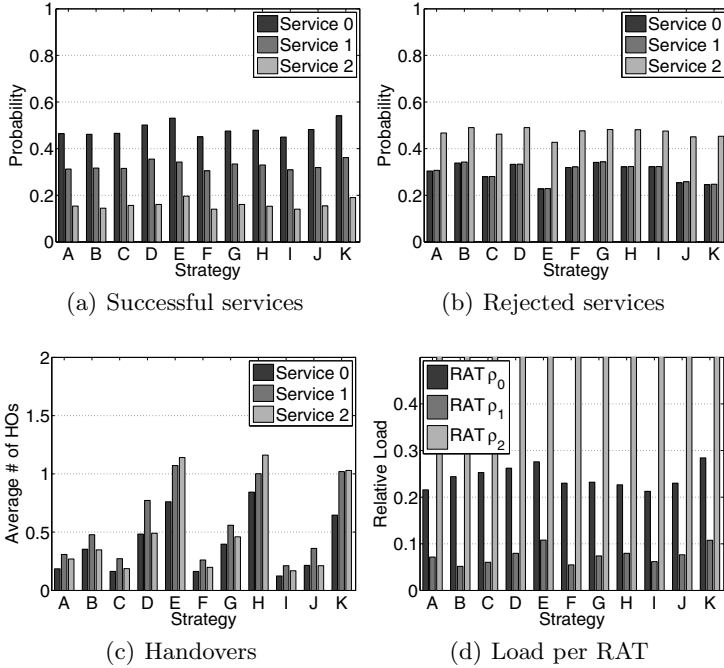 1
0.8
0.6
0.4
0.2
0
Probability
Service 0
Service 1
Service 2
A B C D E F G H I J K
Strategy
(a) Successful services
1
0.8
0.6
0.4
0.2
0
Probability
Service 0
Service 1
Service 2
A B C D E F G H I J K
Strategy
(b) Rejected services
2
1.5
1
0.5
0
Average # of HOs
Service 0
Service 1
Service 2
A B C D E F G H I J K
Strategy
(c) Handovers
0.4
0.3
0.2
0.1
0
Relative Load
RAT ρ0
RAT ρ1
RAT ρ2
A B C D E F G H I J K
Strategy
(d) Load per RAT